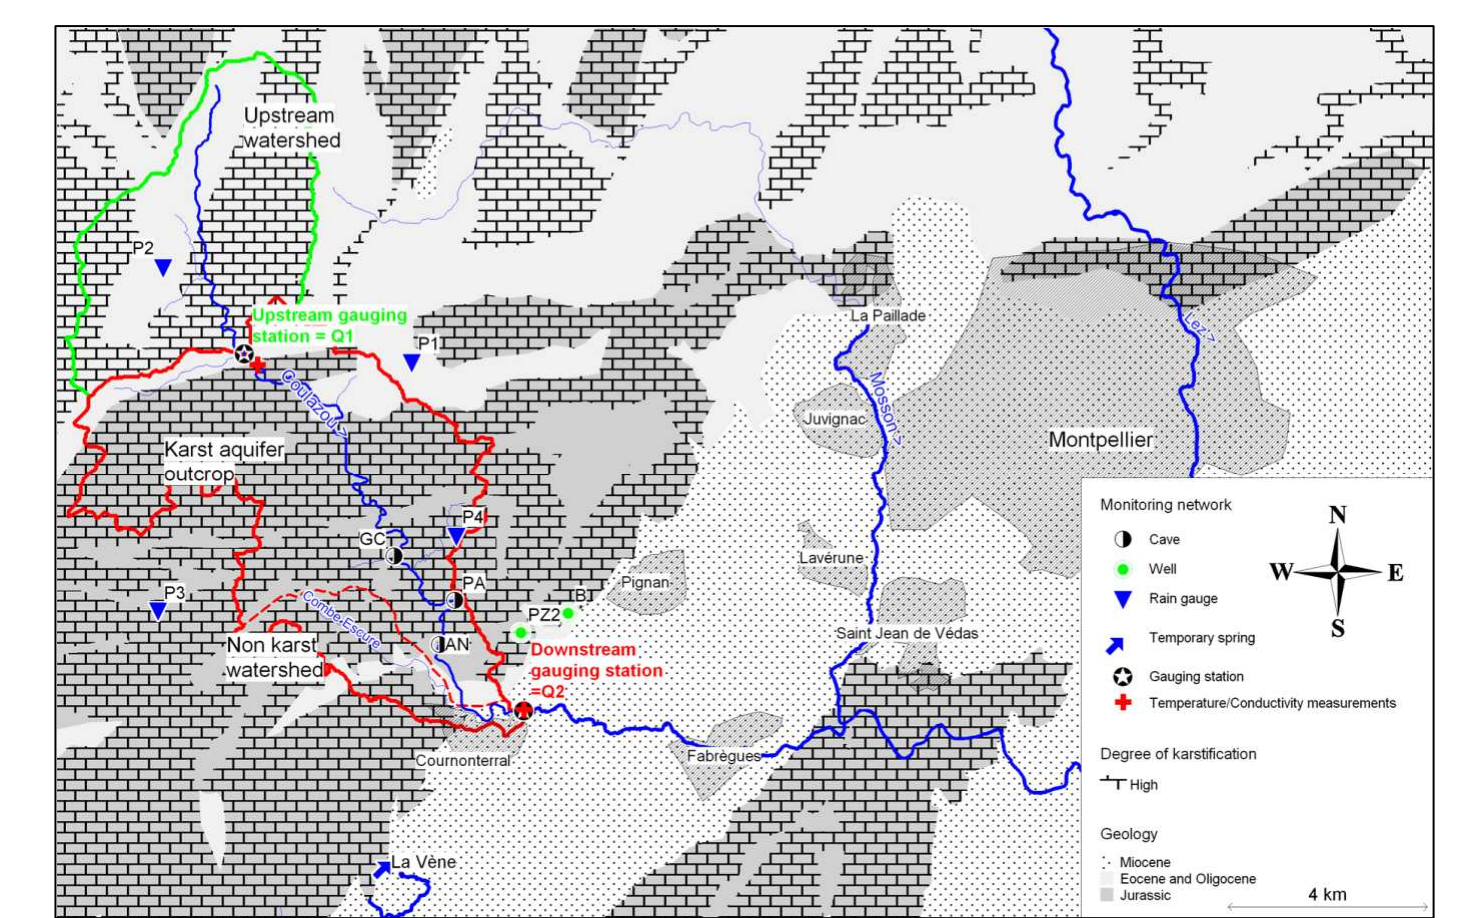 Upstream
watershed
P2
Upstream gauging
station = Q1
P1
La Paillade
Lez >
Coulazou >
Mosson >
Juvignac
Montpellier
Karst aquifer
outcrop
P4
GC
Lavérune
Pignan
PA
P3
B
PZ2
Combe Escure
Non karst
watershed
AN
Saint Jean de Védas
Downstream
gauging station
=Q2
Cournonterral
Fabrègues
La Vène
Monitoring network
Cave
Well
Rain gauge
Temporary spring
Gauging station
Temperature/Conductivity measurements
N
W
E
S
Degree of karstification
High
Geology
Miocene
Eocene and Oligocene
Jurassic
4 km